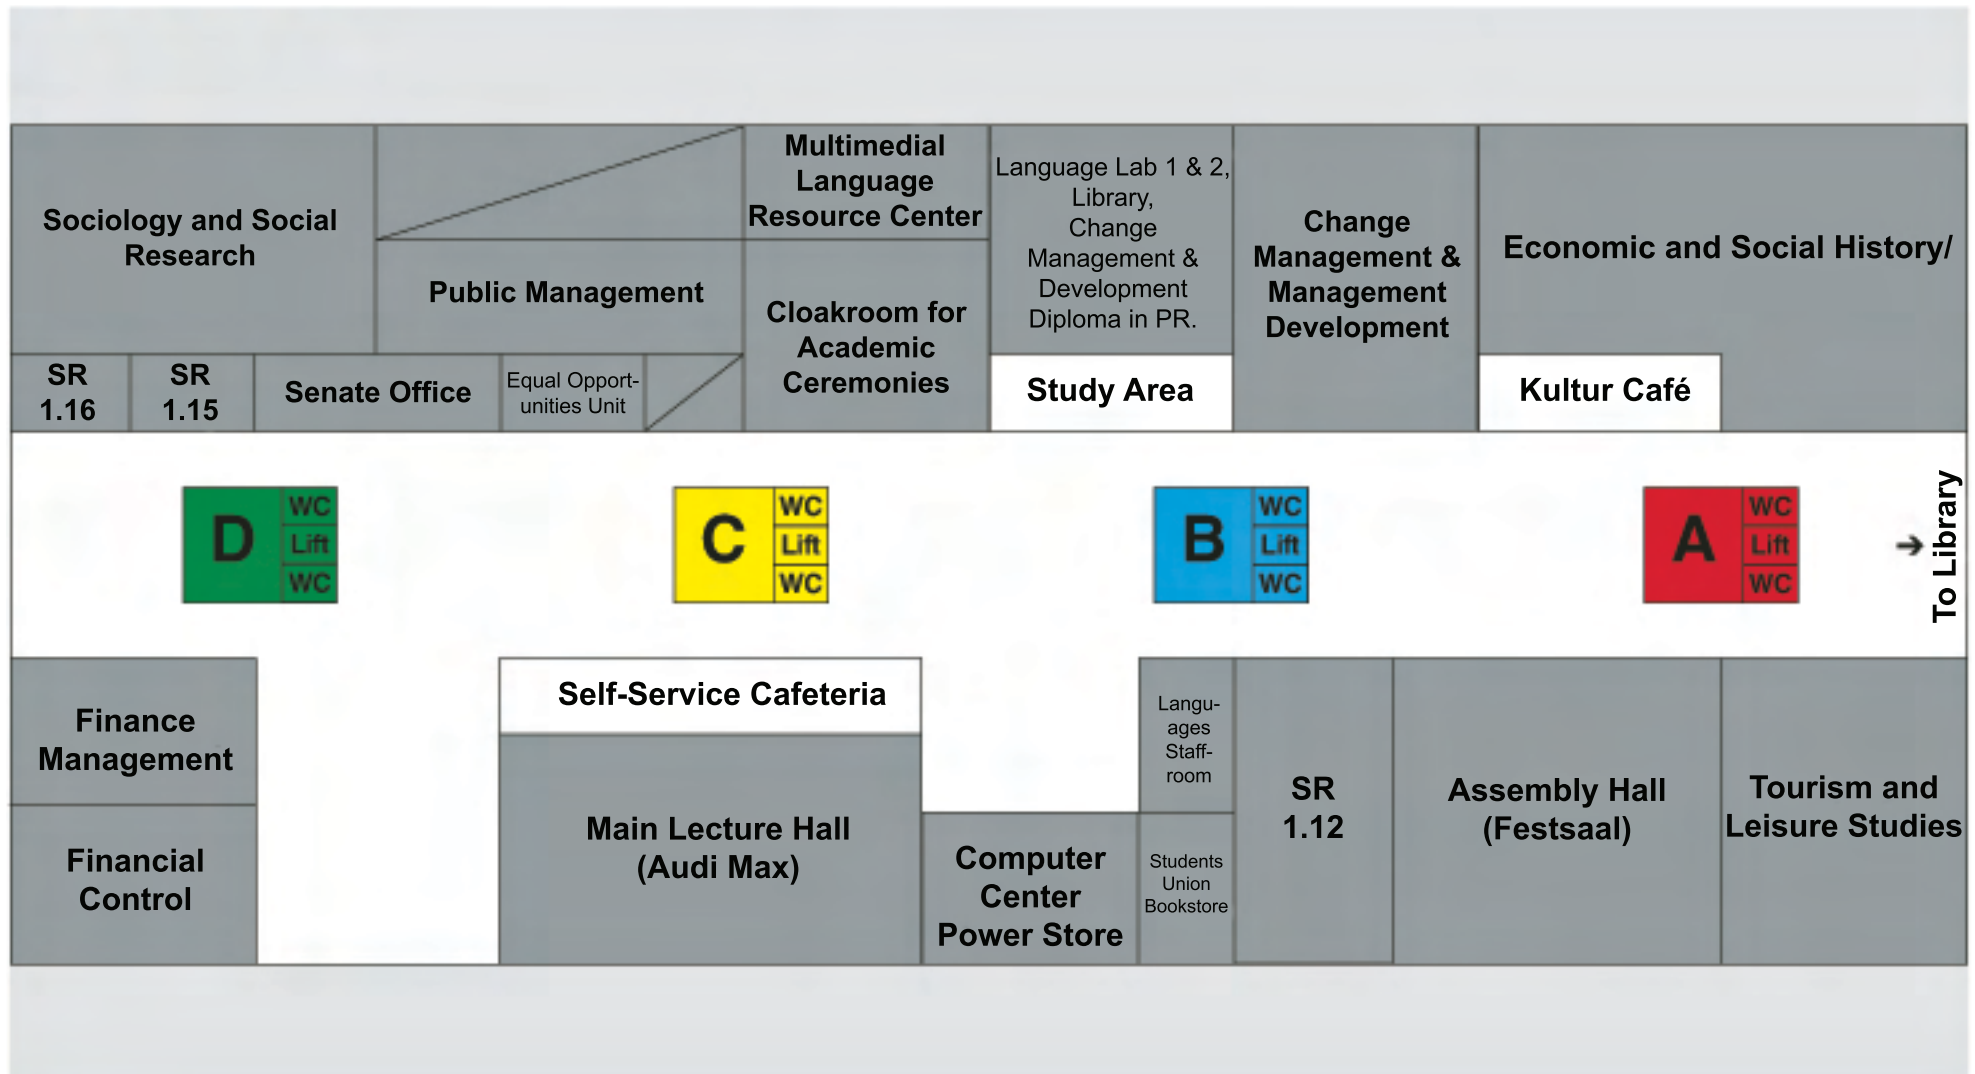 Sociology and Social
Research
Public Management
Multimedial
Language
Resource Center
Cloakroom for
Academic
Ceremonies
Language Lab 1 & 2,
Library,
Change
Management &
Development
Diploma in PR.
Study Area
Change
Management &
Management
Development
Economic and Social History/
Kultur Café
SR
1.16
SR
1.15
Senate Office
Equal Opport-
unities Unit
D
WC
Lift
WC
C
WC
Lift
WC
B
WC
Lift
WC
A
WC
Lift
WC
➔ To Library
Finance
Management
Financial
Control
Self-Service Cafeteria
Main Lecture Hall
(Audi Max)
Computer
Center
Power Store
Langu-
ages
Staff-
room
Students
Union
Bookstore
SR
1.12
Assembly Hall
(Festsaal)
Tourism and
Leisure Studies